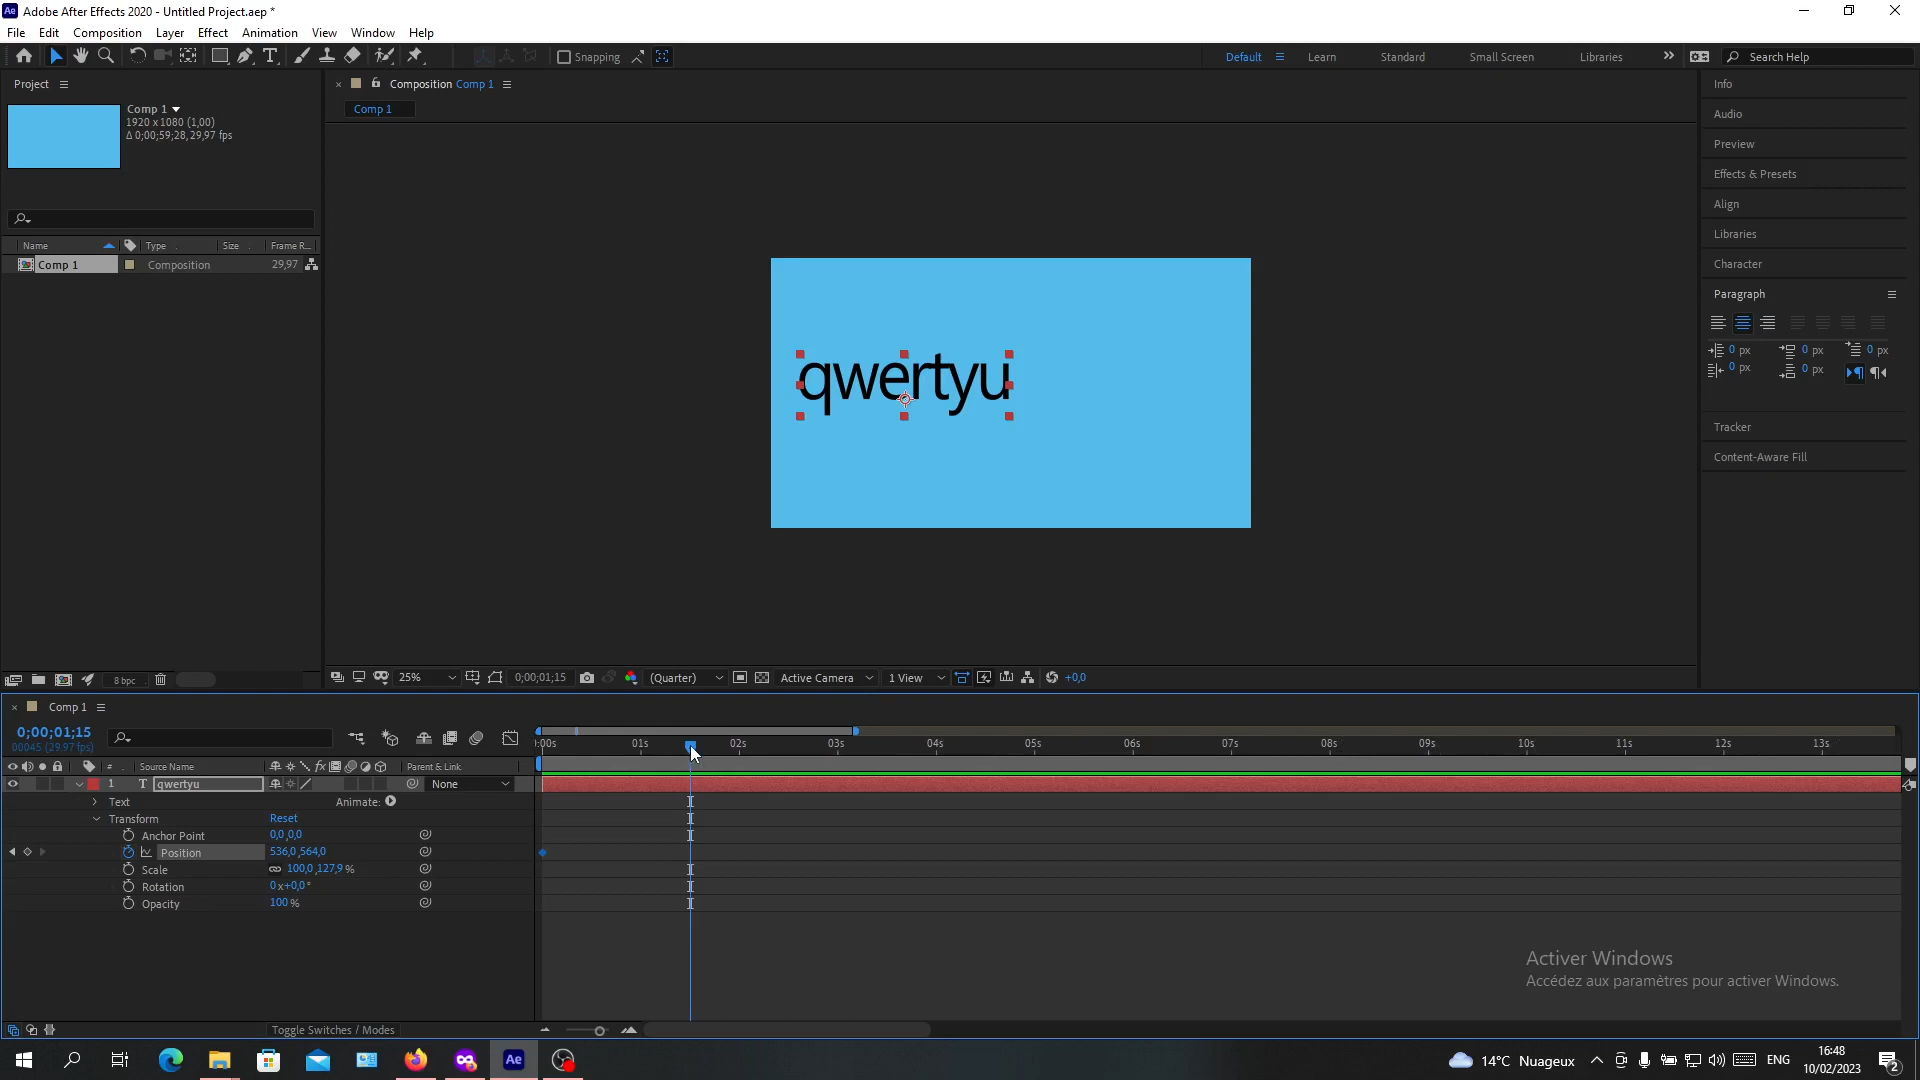 Ae Adobe After Effects 2020 - Untitled Project.aep *
File Edit Composition Layer Effect Animation View Window Help
Snapping
Default Learn Standard Small Screen Libraries Search Help
Project
Comp 1
1920 x 1080 (1,00)
Δ 0;00;59;28, 29,97 fps
Name Type Size Frame R...
Comp 1 Composition 29,97
8 bpc
Composition Comp 1
Comp 1
qwertyu
25% 0;00;01;15 (Quarter) Active Camera 1 View +0,0
Info
Audio
Preview
Effects & Presets
Align
Libraries
Character
Paragraph
0 px 0 px 0 px
0 px 0 px
Tracker
Content-Aware Fill
Comp 1
0;00;01;15
00045 (29.97 fps)
:00s 01s 02s 03s 04s 05s 06s 07s 08s 09s 10s 11s 12s 13s
# Source Name Parent & Link
1 T qwertyu None
Text Animate:
Transform Reset
Anchor Point 0,0,0,0
Position 536,0,564,0
Scale 100,0,127,9 %
Rotation 0x+0,0°
Opacity 100 %
Toggle Switches / Modes
Activer Windows
Accédez aux paramètres pour activer Windows.
Ae
14°C Nuageux ENG 16:48
10/02/2023
2